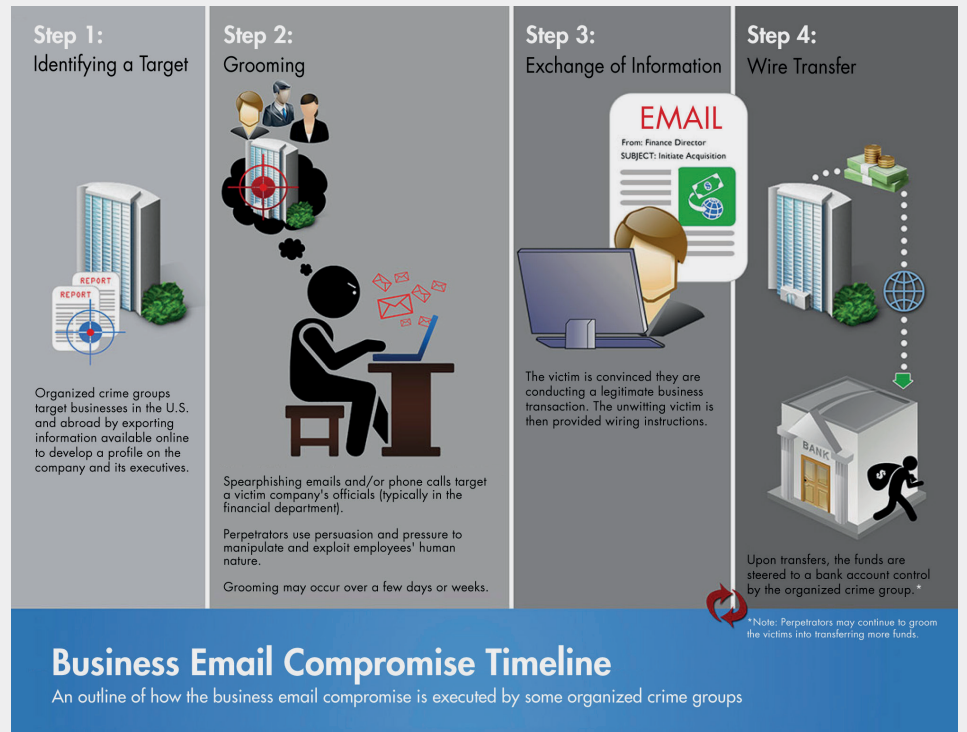 Step 1:
Identifying a Target
REPORT
REPORT
Organized crime groups
target businesses in the U.S.
and abroad by exporting
information available online
to develop a profile on the
company and its executives.
Step 2:
Grooming
Spearphishing emails and/or phone calls target
a victim company's officials (typically in the
financial department).
Perpetrators use persuasion and pressure to
manipulate and exploit employees' human
nature.
Grooming may occur over a few days or weeks.
Step 3:
Exchange of Information
EMAIL
From: Finance Director
SUBJECT: Initiate Acquisition
$
The victim is convinced they are
conducting a legitimate business
transaction. The unwitting victim is
then provided wiring instructions.
Step 4:
Wire Transfer
BANK
$
Upon transfers, the funds are
steered to a bank account control
by the organized crime group.*
*Note: Perpetrators may continue to groom
the victims into transferring more funds.
Business Email Compromise Timeline
An outline of how the business email compromise is executed by some organized crime groups